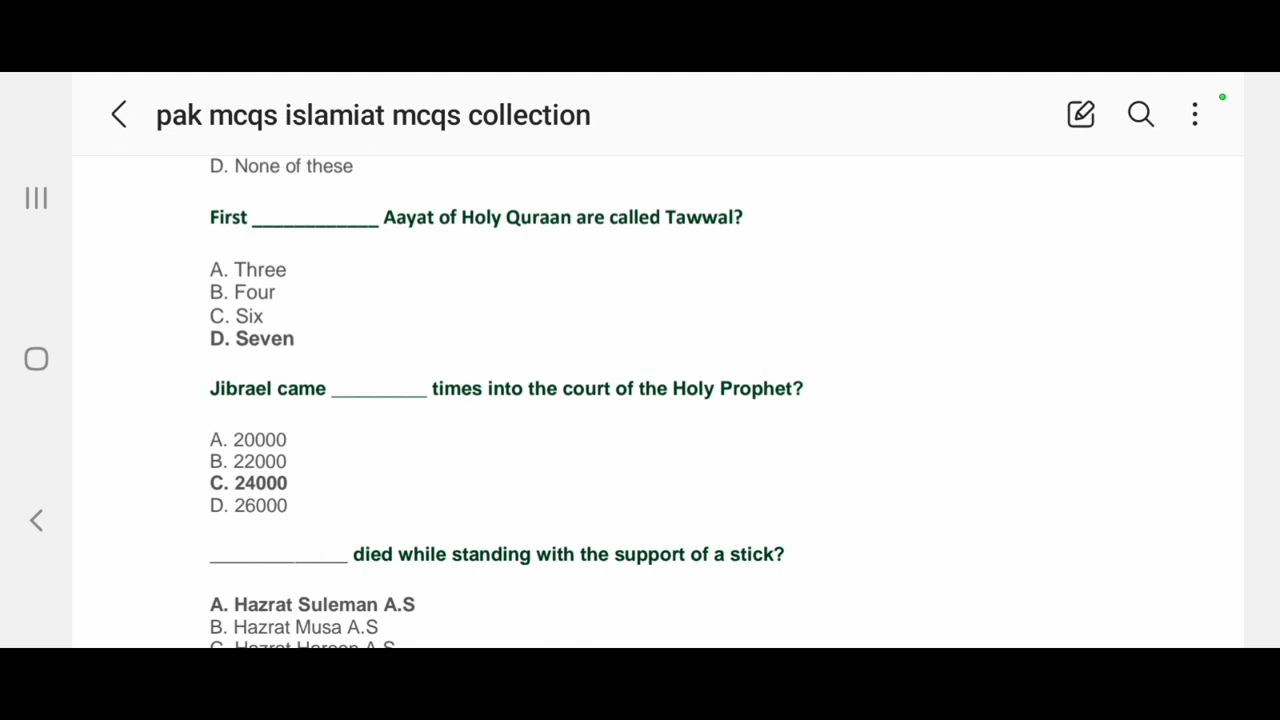 pak mcqs islamiat mcqs collection
D. None of these
First ____________ Aayat of Holy Quraan are called Tawwal?
A. Three
B. Four
C. Six
D. Seven
Jibrael came _________ times into the court of the Holy Prophet?
A. 20000
B. 22000
C. 24000
D. 26000
_____________ died while standing with the support of a stick?
A. Hazrat Suleman A.S
B. Hazrat Musa A.S
C. Hazrat Haroon A.S